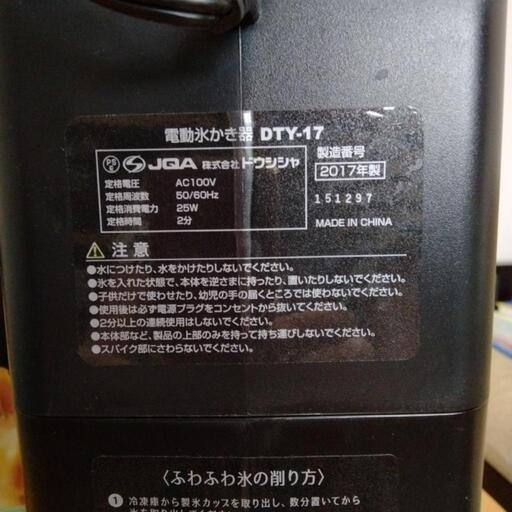 電動氷かき器 DTY-17
PS E JQA 株式会社ドウシシャ
定格電圧 AC100V
定格周波数 50/60Hz
定格消費電力 25W
定格時間 2分
製造番号
2017年製
151297
MADE IN CHINA
注意
●水につけたり、水をかけたりしないでください。
●氷を入れた状態で、本体を逆さまに持ったり、置いたりしないでください。
●子供だけで使わせたり、幼児の手の届くところでは使わないでください。
●使用後は必ず電源プラグをコンセントから抜いてください。
●2分以上の連続使用はしないでください。
●本体部など、製品の上部のみを持って持ち運びしないでください。
●スパイク部にさわらないでください。
〈ふわふわ氷の削り方〉
1 冷凍庫から製氷カップを取り出し、数分置いてから